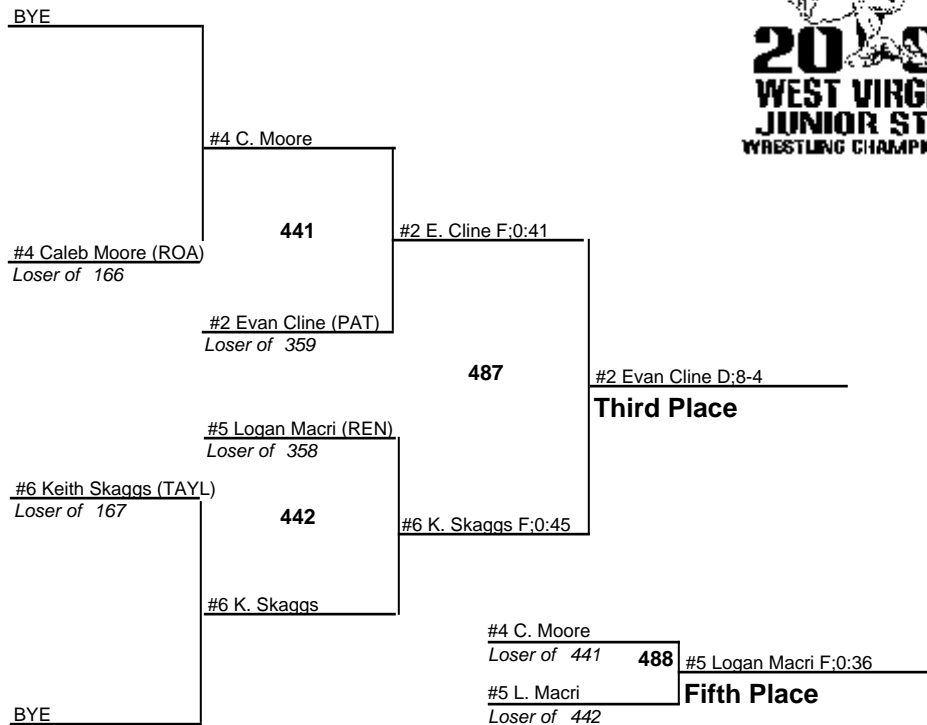 BYE
20
WEST
JUNIOR
WRESTLING
#4 C. Moore
441
#2 E. Cline F;0:41
#4 Caleb Moore (ROA)
Loser of 166
#2 Evan Cline (PAT)
Loser of 359
487
#2 Evan Cline D;8-4
Third Place
#5 Logan Macri (REN)
Loser of 358
#6 Keith Skaggs (TAYL)
Loser of 167
442
#6 K. Skaggs F;0:45
#6 K. Skaggs
#4 C. Moore
Loser of 441
488
#5 Logan Macri F;0:36
Fifth Place
#5 L. Macri
Loser of 442
BYE